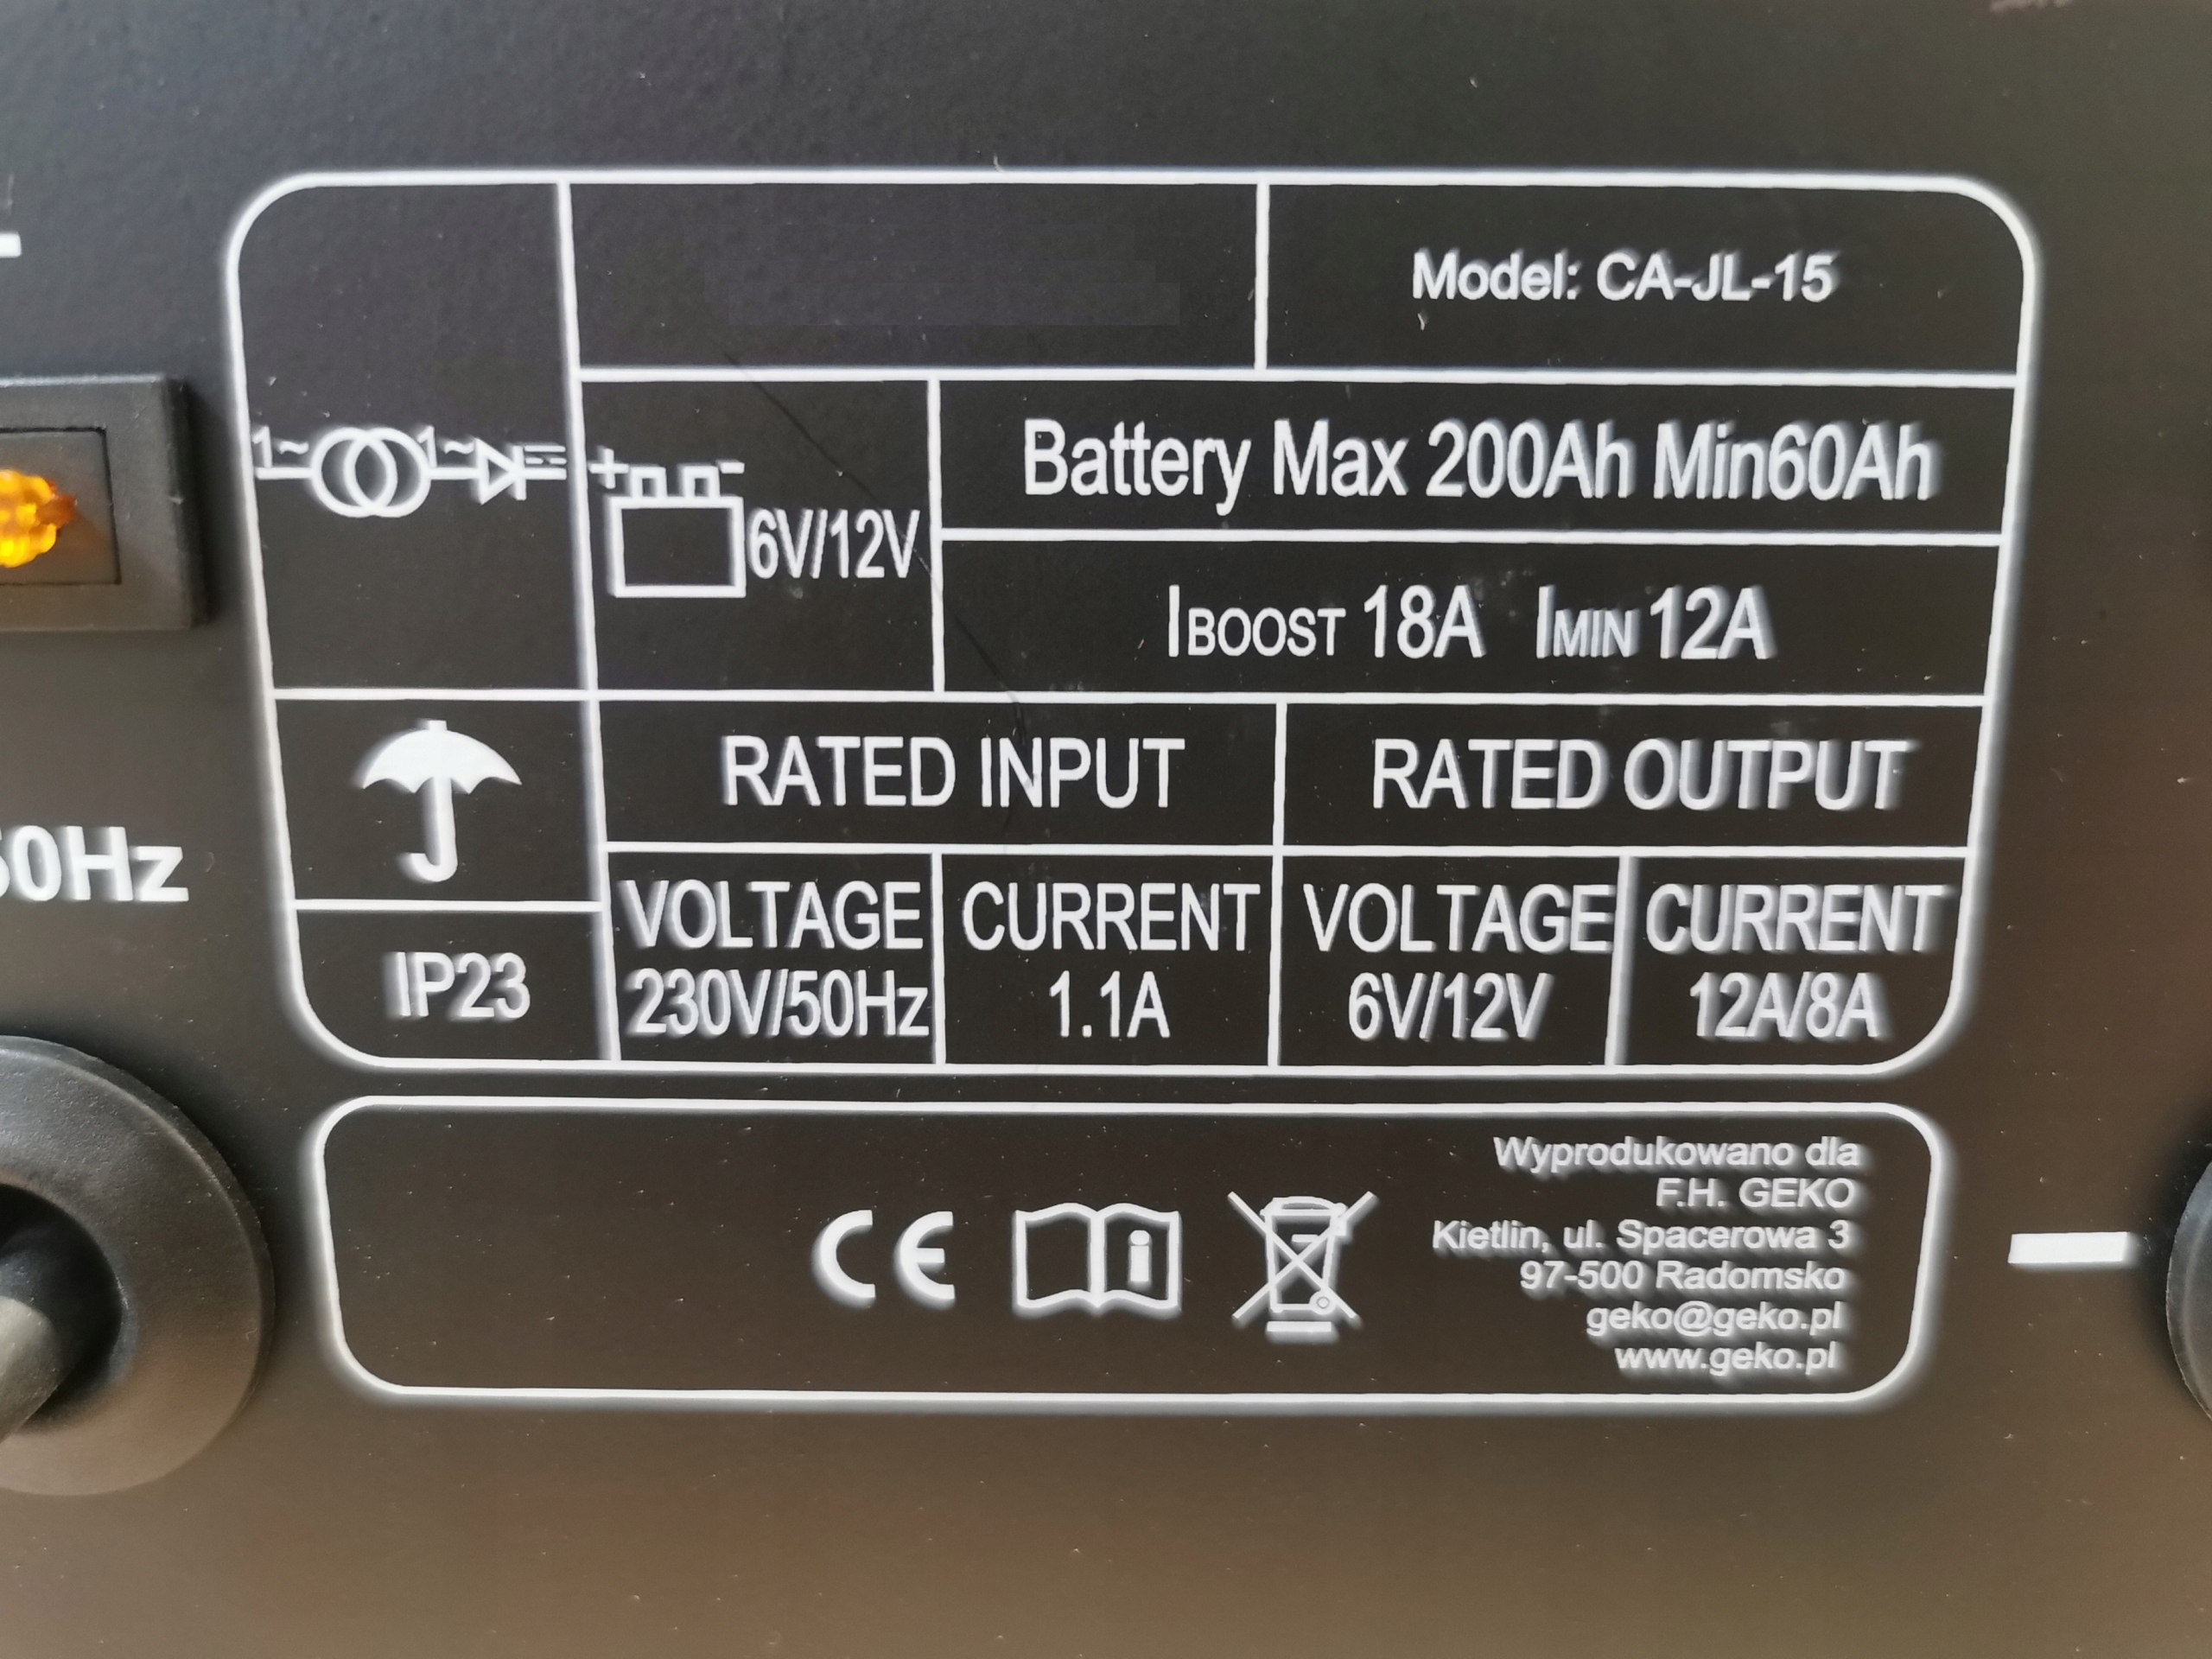 Model: CA-JL-15
1~ 1~
+ -
6V/12V
Battery Max 200Ah Min60Ah
IBOOST 18A IMIN 12A
RATED INPUT
RATED OUTPUT
VOLTAGE
230V/50Hz
CURRENT
1.1A
VOLTAGE
6V/12V
CURRENT
12A/8A
IP23
50Hz
CE
i
Wyprodukowano dla
F.H. GEKO
Kietlin, ul. Spacerowa 3
97-500 Radomsko
geko@geko.pl
www.geko.pl